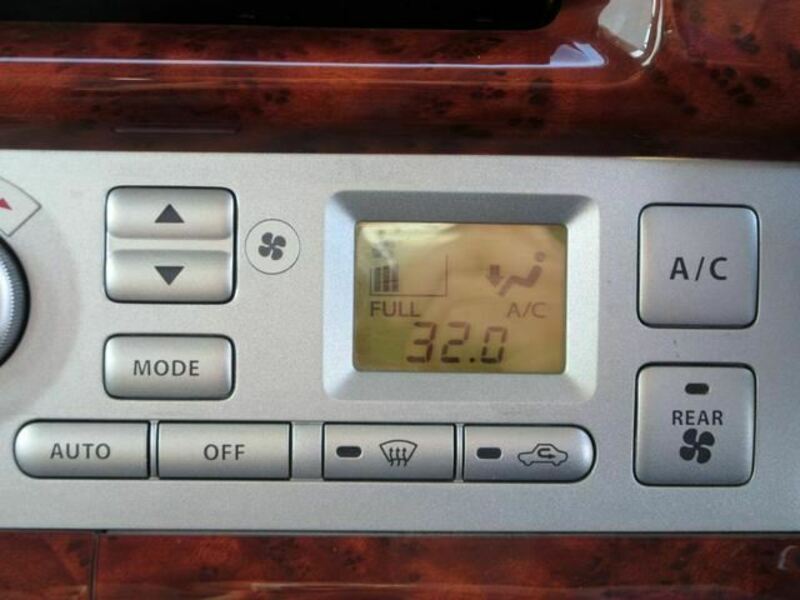 FULL
A/C
32.0
A/C
MODE
REAR
AUTO
OFF